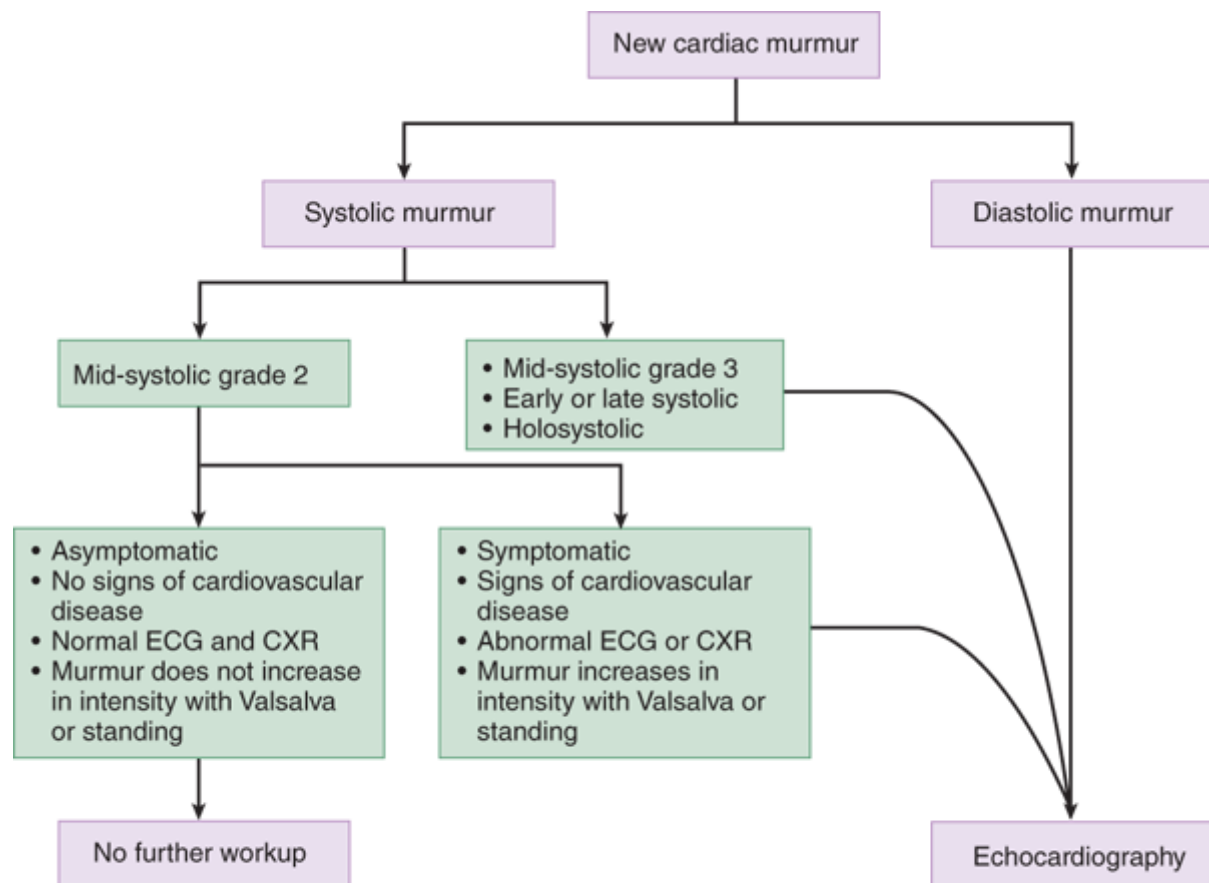 New cardiac murmur
Systolic murmur
Diastolic murmur
Mid-systolic grade 2
• Mid-systolic grade 3
• Early or late systolic
• Holosystolic
• Asymptomatic
• No signs of cardiovascular
disease
• Normal ECG and CXR
• Murmur does not increase
in intensity with Valsalva
or standing
• Symptomatic
• Signs of cardiovascular
disease
• Abnormal ECG or CXR
• Murmur increases in
intensity with Valsalva or
standing
No further workup
Echocardiography